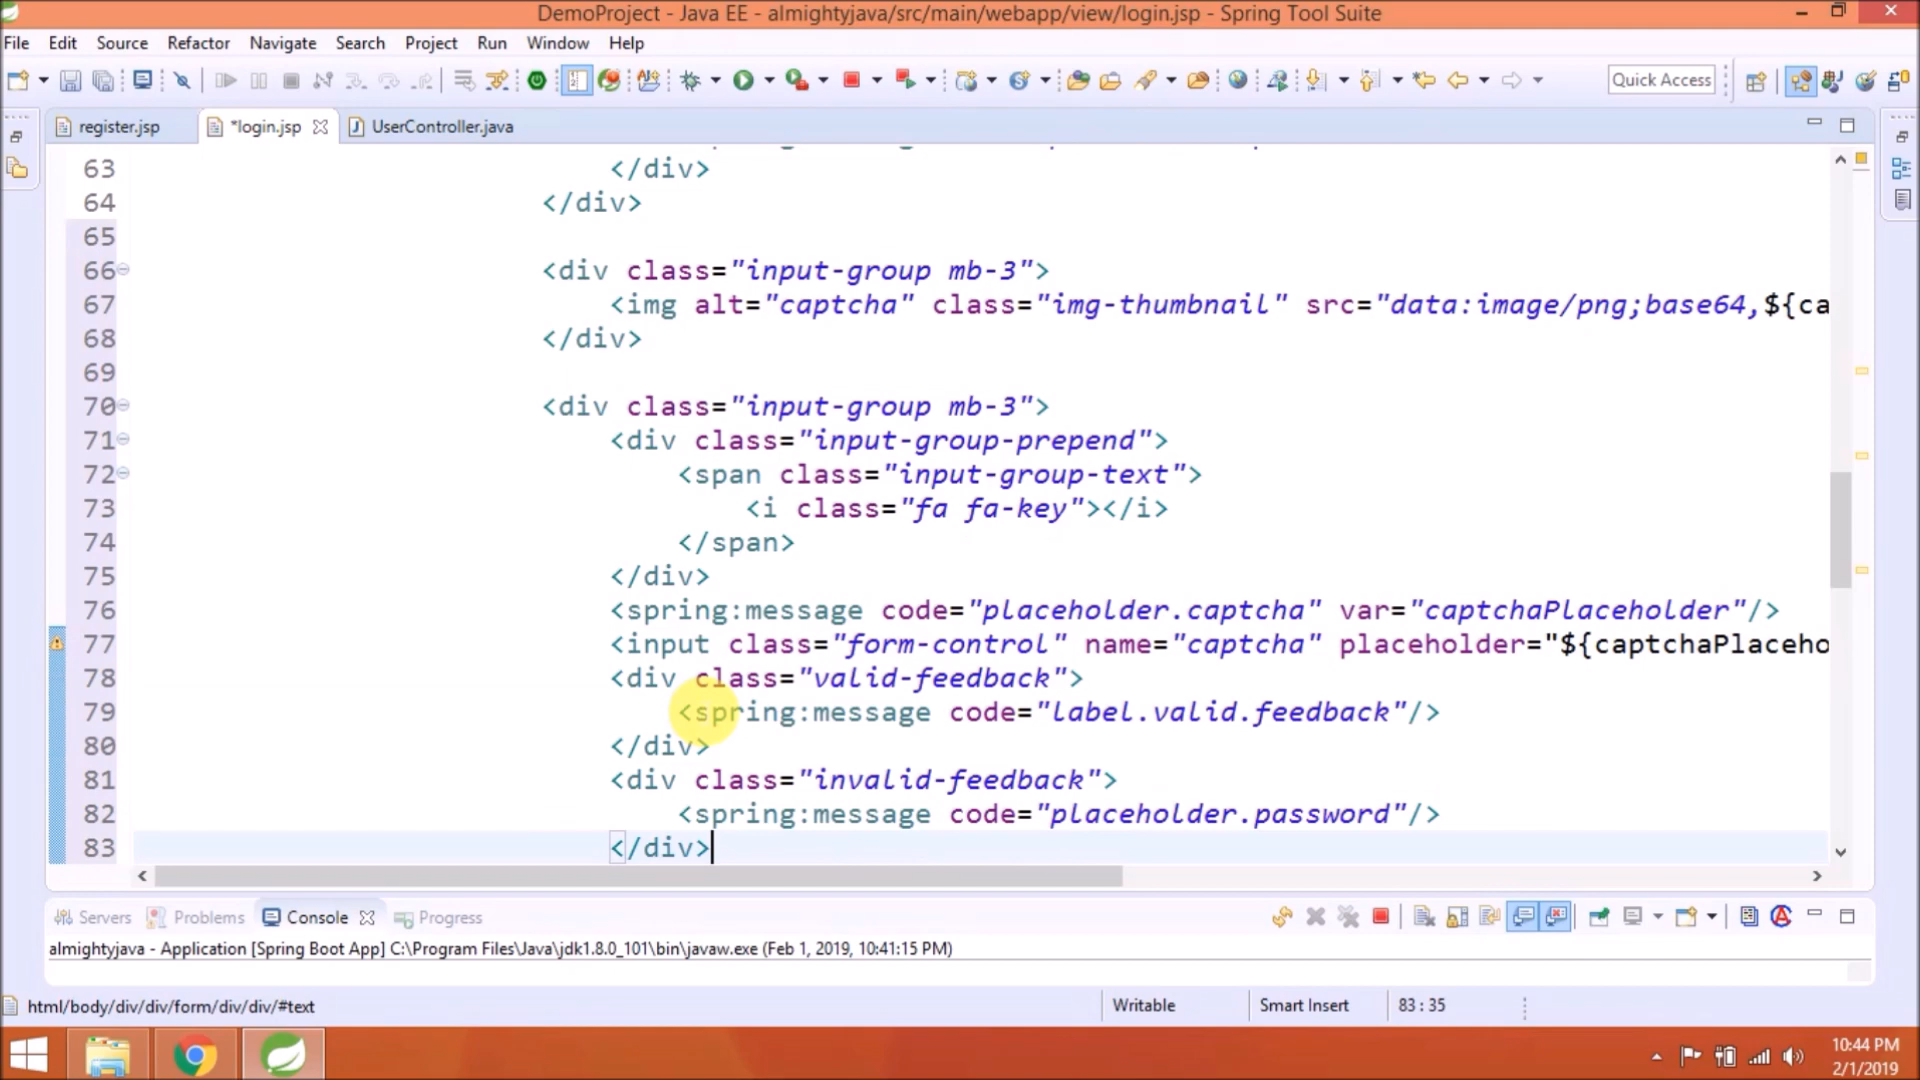 DemoProject - Java EE - almightyjava/src/main/webapp/view/login.jsp - Spring Tool Suite
File Edit Source Refactor Navigate Search Project Run Window Help
Quick Access
register.jsp *login.jsp UserController.java
63 </div>
64 </div>
65
66 <div class="input-group mb-3">
67 <img alt="captcha" class="img-thumbnail" src="data:image/png;base64,${ca
68 </div>
69
70 <div class="input-group mb-3">
71 <div class="input-group-prepend">
72 <span class="input-group-text">
73 <i class="fa fa-key"></i>
74 </span>
75 </div>
76 <spring:message code="placeholder.captcha" var="captchaPlaceholder"/>
77 <input class="form-control" name="captcha" placeholder="${captchaPlaceho
78 <div class="valid-feedback">
79 <spring:message code="label.valid.feedback"/>
80 </div>
81 <div class="invalid-feedback">
82 <spring:message code="placeholder.password"/>
83 </div>
Servers Problems Console Progress
almightyjava - Application [Spring Boot App] C:\Program Files\Java\jdk1.8.0_101\bin\javaw.exe (Feb 1, 2019, 10:41:15 PM)
html/body/div/div/form/div/div/#text Writable Smart Insert 83 : 35
10:44 PM
2/1/2019